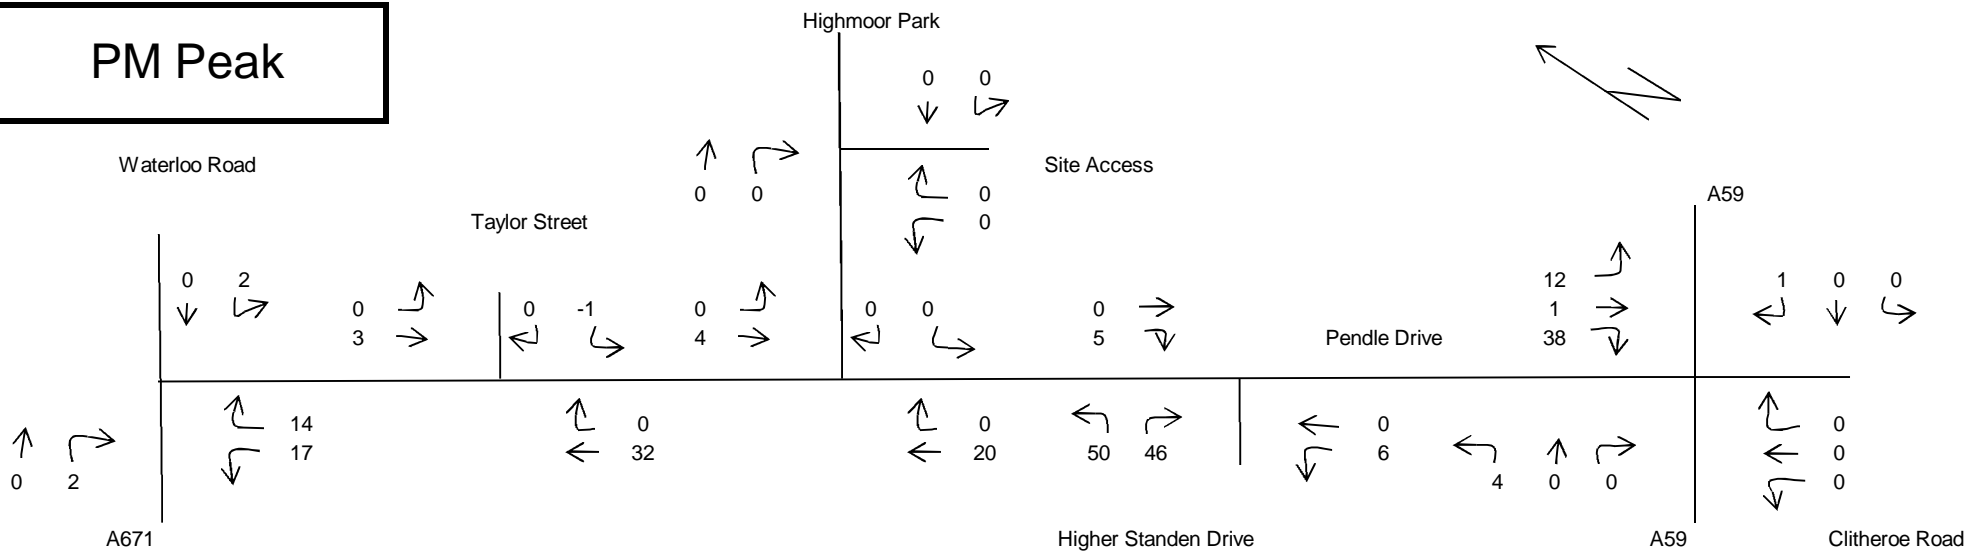 Highmoor Park
PM Peak
0 0
Waterloo Road
Site Access
0 0
0
0
A59
Taylor Street
0 2
0
3
0 -1
0
4
0 0
0
5
Pendle Drive
12
1
38
1 0 0
0 2
14
17
0
32
0
20
50 46
0
6
4 0 0
0
0
0
A671
Higher Standen Drive
A59
Clitheroe Road